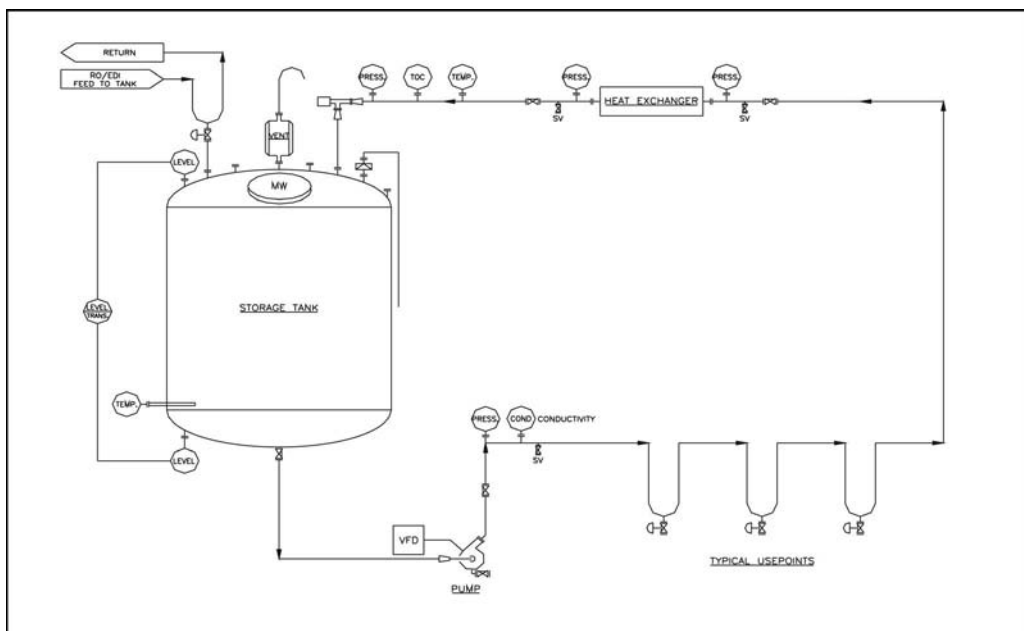 RETURN
RO/EDI
FEED TO TANK
PRESS.
TOC
TEMP.
PRESS.
PRESS.
HEAT EXCHANGER
SV
SV
VENT
LEVEL
MW
STORAGE TANK
LEVEL
TRANS.
TEMP.
LEVEL
PRESS.
COND
CONDUCTIVITY
SV
VFD
PUMP
TYPICAL USEPOINTS